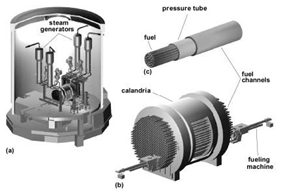 steam
generators
(a)
pressure tube
fuel
(c)
fuel
channels
calandria
fueling
machine
(b)